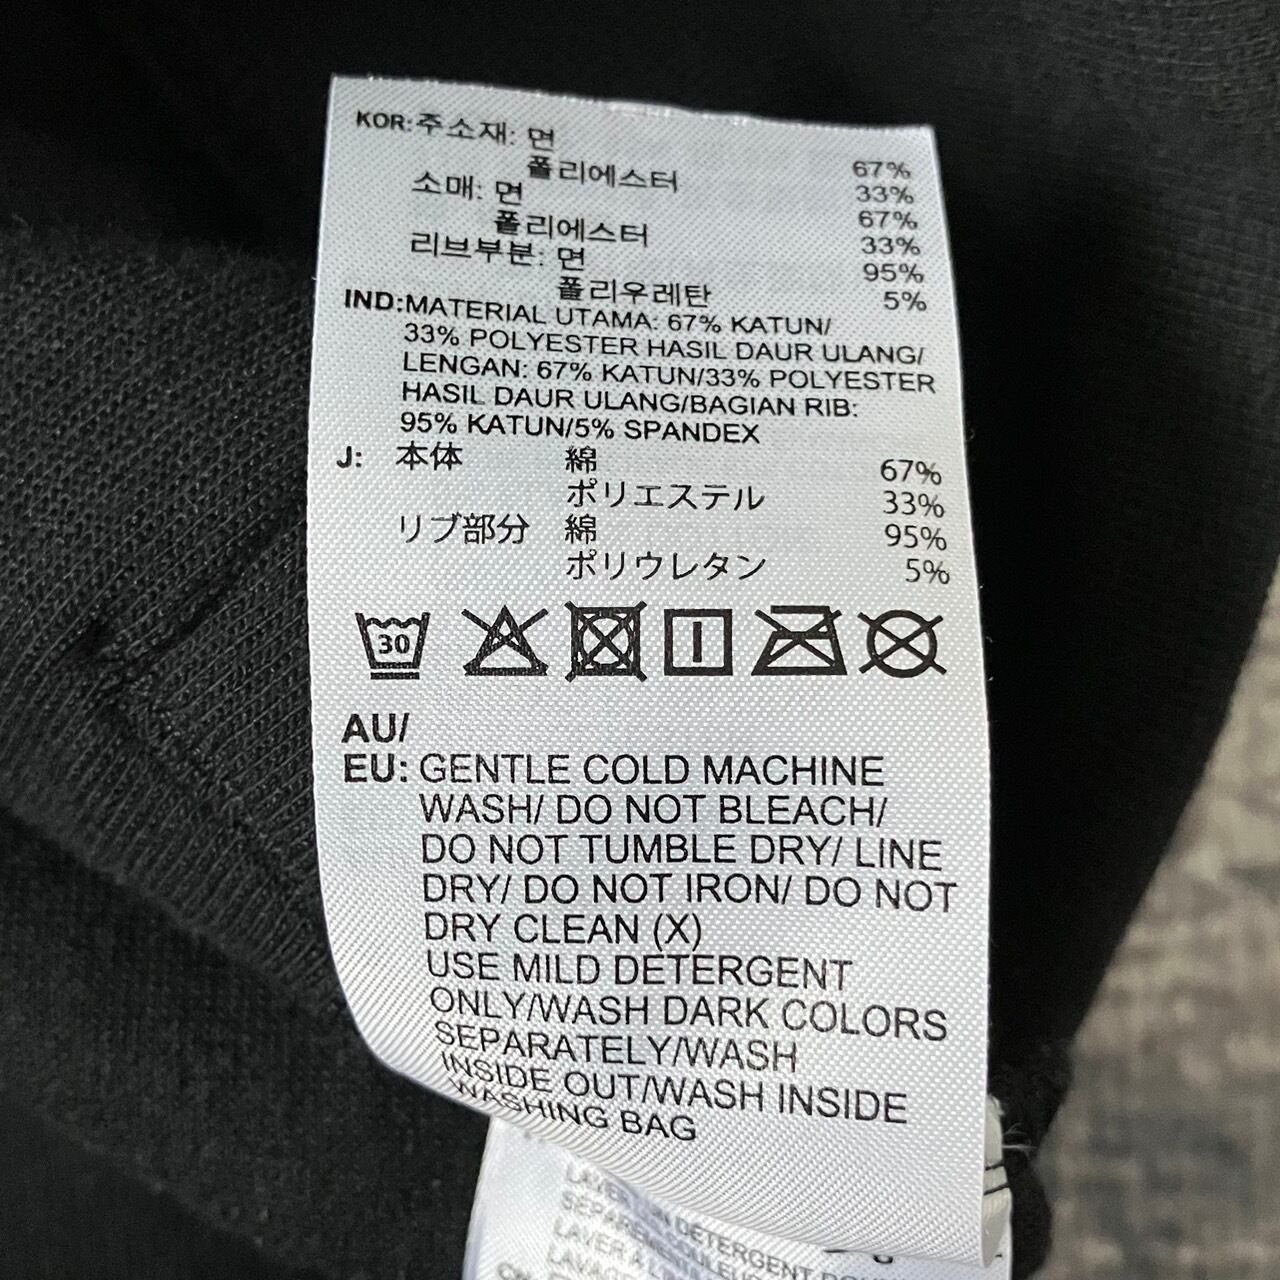 KOR:주소재: 면 67%
폴리에스터 33%
소매: 면 67%
폴리에스터 33%
리브부분: 면 95%
폴리우레탄 5%
IND:MATERIAL UTAMA: 67% KATUN/
33% POLYESTER HASIL DAUR ULANG/
LENGAN: 67% KATUN/33% POLYESTER
HASIL DAUR ULANG/BAGIAN RIB:
95% KATUN/5% SPANDEX
J: 本体 綿 67%
ポリエステル 33%
リブ部分 綿 95%
ポリウレタン 5%
30
AU/
EU: GENTLE COLD MACHINE
WASH/ DO NOT BLEACH/
DO NOT TUMBLE DRY/ LINE
DRY/ DO NOT IRON/ DO NOT
DRY CLEAN (X)
USE MILD DETERGENT
ONLY/WASH DARK COLORS
SEPARATELY/WASH
INSIDE OUT/WASH INSIDE
WASHING BAG
DETERGENT
LAVER À